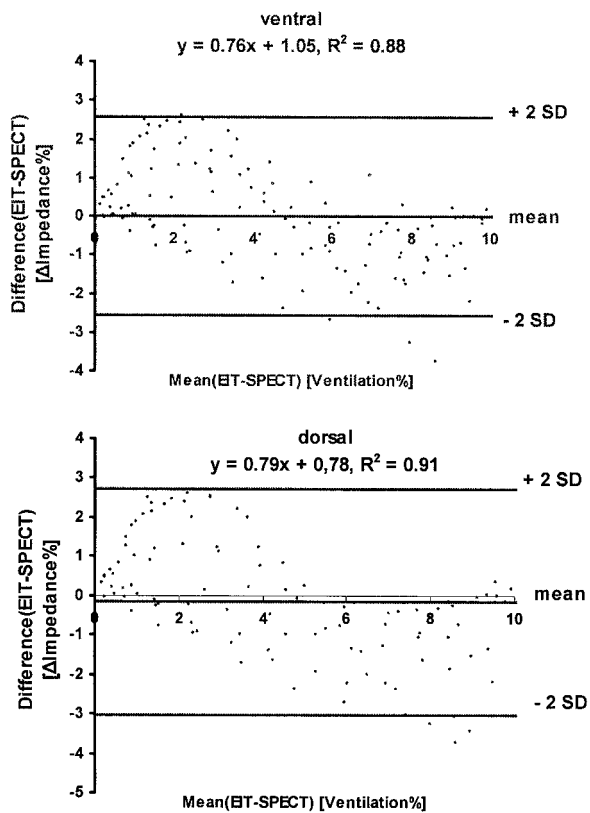 ventral
y = 0.76x + 1.05, R² = 0.88
4
3
2
1
0
-1
-2
-3
-4
Difference(EIT-SPECT)
[ΔImpedance%]
+ 2 SD
mean
- 2 SD
0 2 4 6 8 10
Mean(EIT-SPECT) [Ventilation%]
dorsal
y = 0.79x + 0,78, R² = 0.91
4
3
2
1
0
-1
-2
-3
-4
-5
Difference(EIT-SPECT)
[ΔImpedance%]
+ 2 SD
mean
- 2 SD
0 2 4 6 8 10
Mean(EIT-SPECT) [Ventilation%]